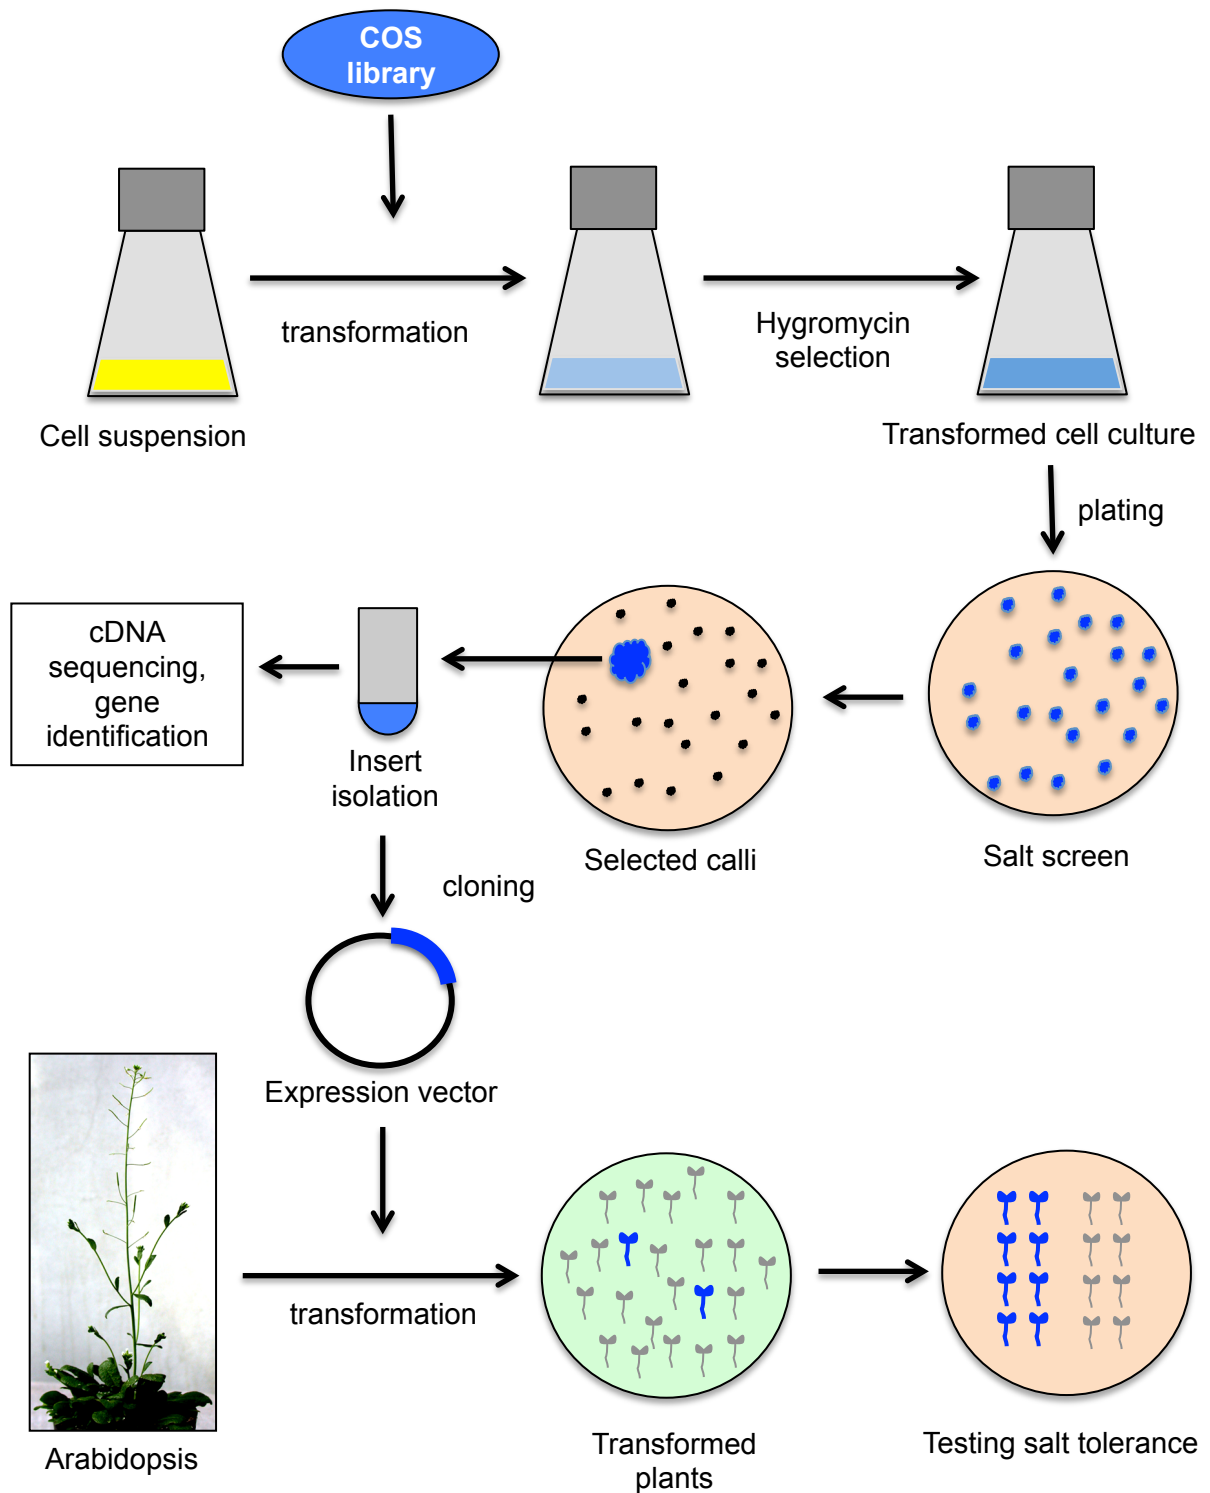 COS
library
transformation
Hygromycin
selection
Cell suspension
Transformed cell culture
plating
cDNA
sequencing,
gene
identification
Insert
isolation
Selected calli
Salt screen
cloning
Expression vector
transformation
Arabidopsis
Transformed
plants
Testing salt tolerance